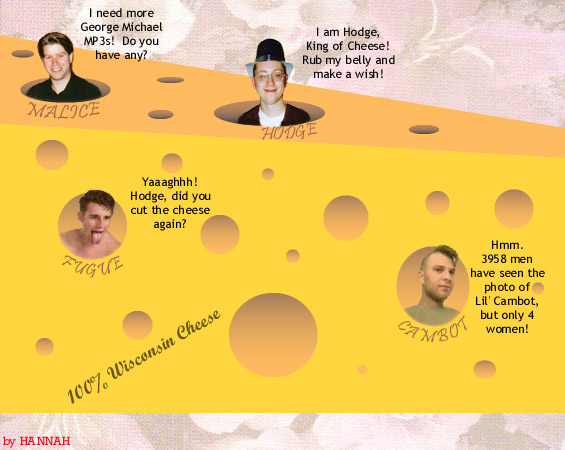 I need more
George Michael
MP3s! Do you
have any?
I am Hodge,
King of Cheese!
Rub my belly and
make a wish!
MALICE
HODGE
Yaaaghhh!
Hodge, did you
cut the cheese
again?
FUGUE
Hmm.
3958 men
have seen the
photo of
Lil' Cambot,
but only 4
women!
CAMBOT
100% Wisconsin Cheese
by HANNAH